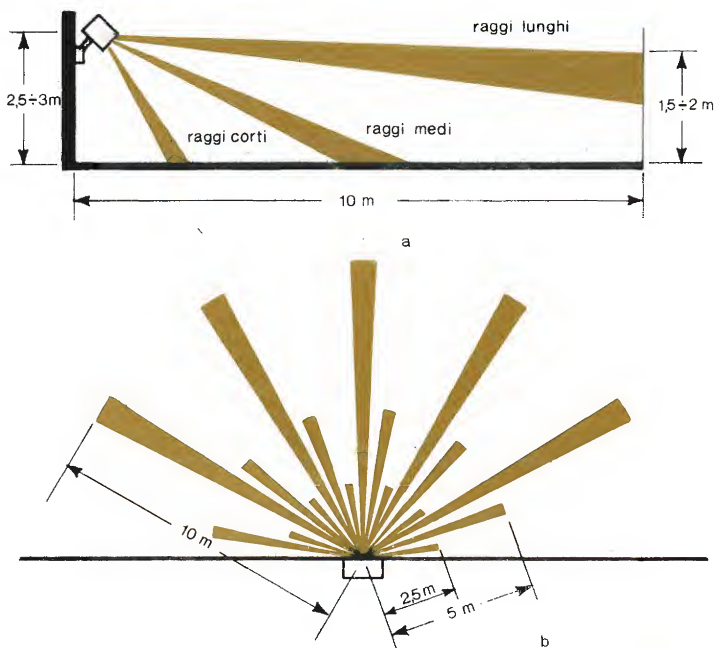 raggi lunghi
2,5÷3m
1,5÷2 m
raggi corti
raggi medi
10 m
a
10 m
2,5m
5 m
b